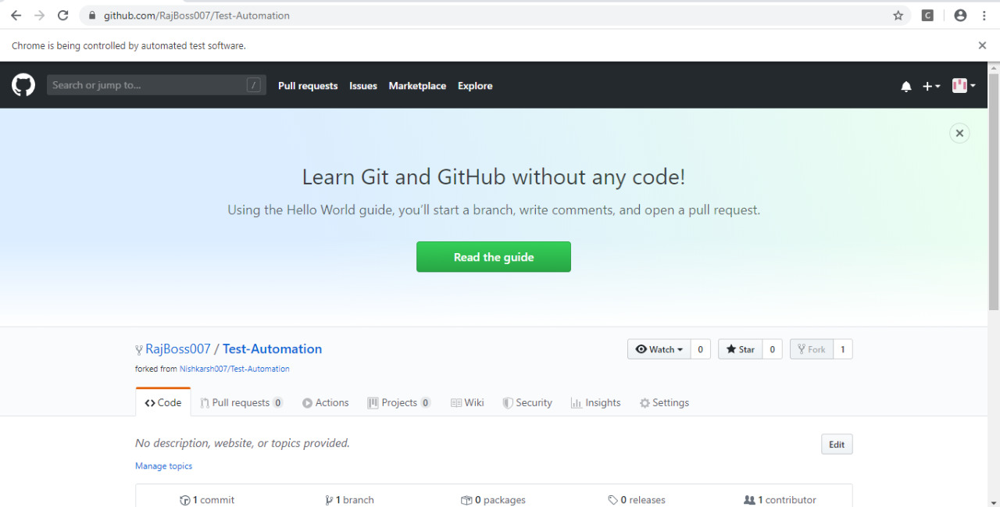 github.com/RajBoss007/Test-Automation
C
Chrome is being controlled by automated test software.
Search or jump to... / Pull requests Issues Marketplace Explore
Learn Git and GitHub without any code!
Using the Hello World guide, you’ll start a branch, write comments, and open a pull request.
Read the guide
RajBoss007 / Test-Automation Watch 0 Star 0 Fork 1
forked from Nishkarsh007/Test-Automation
Code Pull requests 0 Actions Projects 0 Wiki Security Insights Settings
No description, website, or topics provided. Edit
Manage topics
1 commit 1 branch 0 packages 0 releases 1 contributor